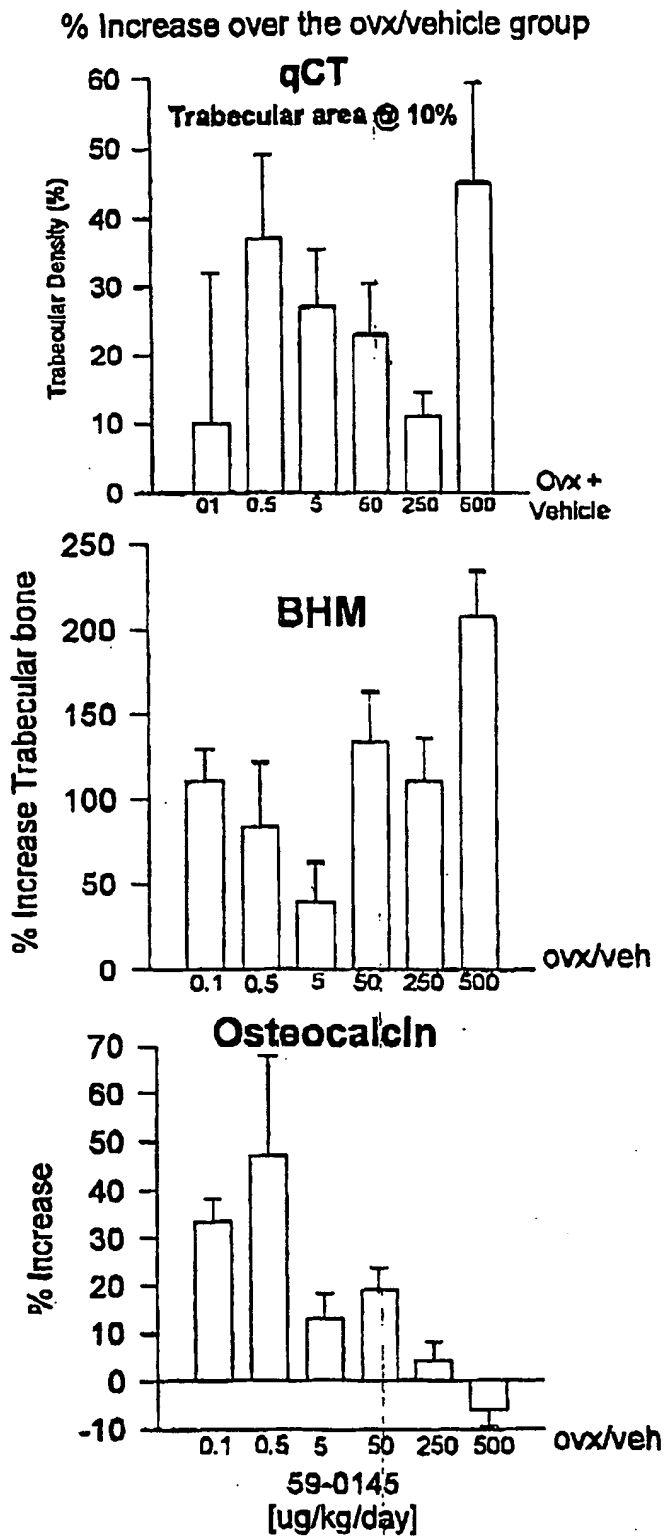 % Increase over the ovx/vehicle group
qCT
Trabecular area @ 10%
Trabecular Density (%)
60
50
40
30
20
10
0
01 0.5 5 50 250 500
Ovx +
Vehicle
BHM
% Increase Trabecular bone
250
200
150
100
50
0
0.1 0.5 5 50 250 500
ovx/veh
Osteocalcin
% Increase
70
60
50
40
30
20
10
0
-10
0.1 0.5 5 50 250 500
ovx/veh
59-0145
[ug/kg/day]